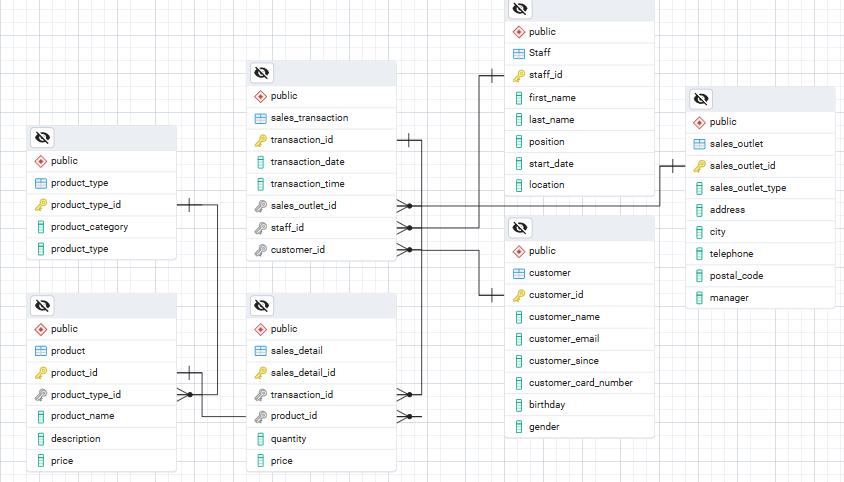 public
product_type
product_type_id
product_category
product_type
public
product
product_id
product_type_id
product_name
description
price
public
sales_transaction
transaction_id
transaction_date
transaction_time
sales_outlet_id
staff_id
customer_id
public
sales_detail
sales_detail_id
transaction_id
product_id
quantity
price
public
Staff
staff_id
first_name
last_name
position
start_date
location
public
customer
customer_id
customer_name
customer_email
customer_since
customer_card_number
birthday
gender
public
sales_outlet
sales_outlet_id
sales_outlet_type
address
city
telephone
postal_code
manager